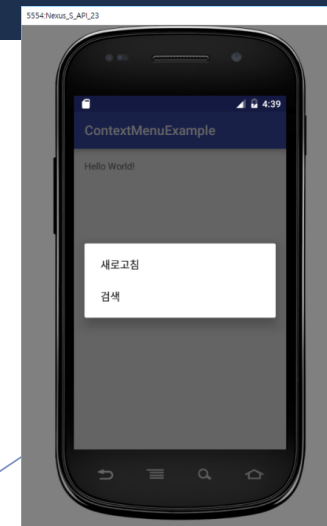 5554:Nexus_S_API_23
4:39
ContextMenuExample
Hello World!
새로고침
검색